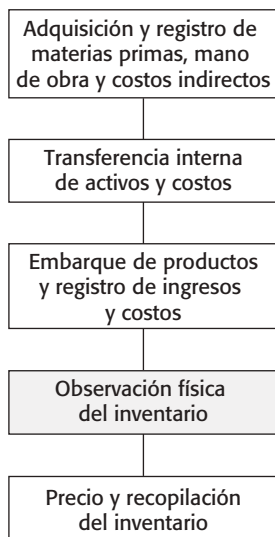 Adquisición y registro de
materias primas, mano
de obra y costos indirectos
Transferencia interna
de activos y costos
Embarque de productos
y registro de ingresos
y costos
Observación física
del inventario
Precio y recopilación
del inventario